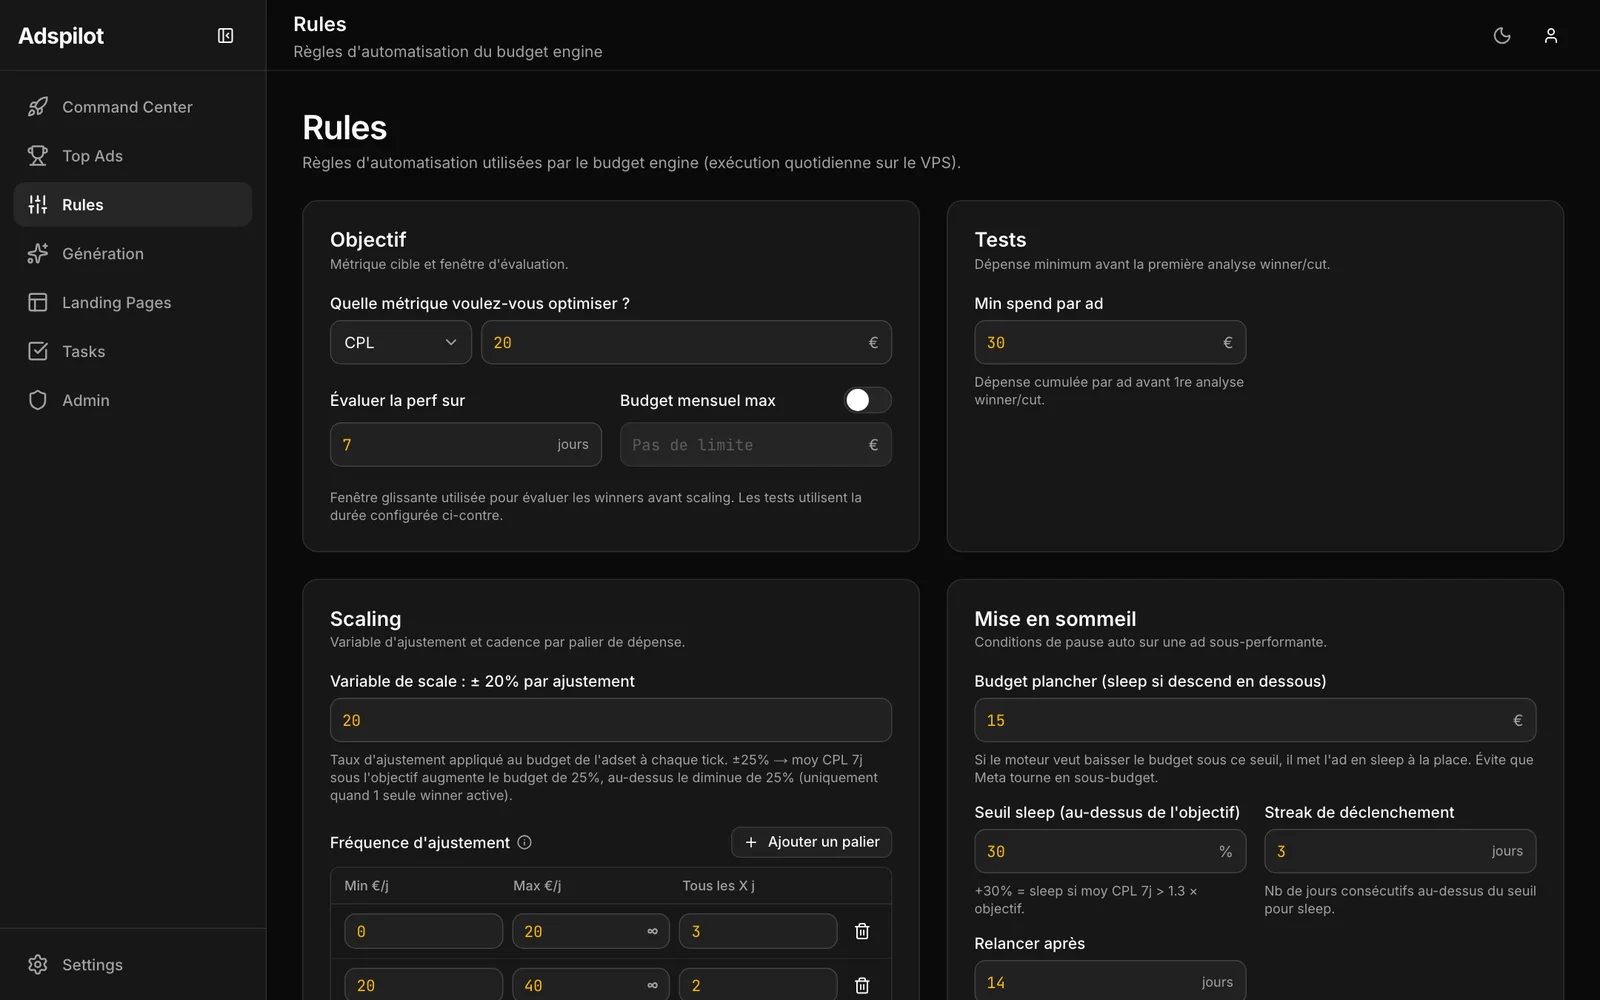 Adspilot
Command Center
Top Ads
Rules
Génération
Landing Pages
Tasks
Admin
Settings
Rules
Règles d'automatisation du budget engine
Rules
Règles d'automatisation utilisées par le budget engine (exécution quotidienne sur le VPS).
Objectif
Métrique cible et fenêtre d'évaluation.
Quelle métrique voulez-vous optimiser ?
CPL 20 €
Évaluer la perf sur Budget mensuel max
7 jours Pas de limite €
Fenêtre glissante utilisée pour évaluer les winners avant scaling. Les tests utilisent la
durée configurée ci-contre.
Tests
Dépense minimum avant la première analyse winner/cut.
Min spend par ad
30 €
Dépense cumulée par ad avant 1re analyse
winner/cut.
Scaling
Variable d'ajustement et cadence par palier de dépense.
Variable de scale : ± 20% par ajustement
20
Taux d'ajustement appliqué au budget de l'adset à chaque tick. ±25% → moy CPL 7j
sous l'objectif augmente le budget de 25%, au-dessus le diminue de 25% (uniquement
quand 1 seule winner active).
Fréquence d'ajustement + Ajouter un palier
Min €/j Max €/j Tous les X j
0 20 ∞ 3
20 40 ∞ 2
Mise en sommeil
Conditions de pause auto sur une ad sous-performante.
Budget plancher (sleep si descend en dessous)
15 €
Si le moteur veut baisser le budget sous ce seuil, il met l'ad en sleep à la place. Évite que
Meta tourne en sous-budget.
Seuil sleep (au-dessus de l'objectif) Streak de déclenchement
30 % 3 jours
+30% = sleep si moy CPL 7j > 1.3 × Nb de jours consécutifs au-dessus du seuil
objectif. pour sleep.
Relancer après
14 jours